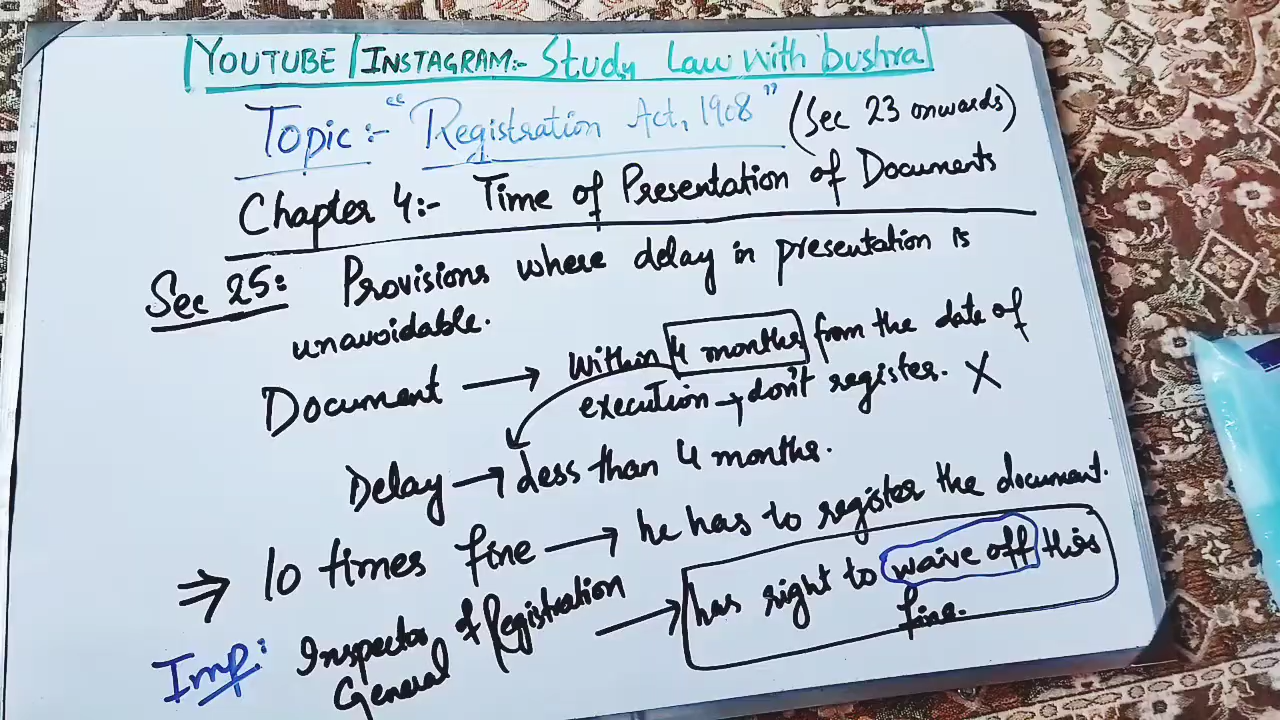 YOUTUBE | INSTAGRAM:- Study Law with bushra
Topic:- "Registration Act, 1908" (Sec 23 onwards)
Chapter 4:- Time of Presentation of Documents
Sec 25: Provisions where delay in presentation is
unavoidable.
Document → within 4 months from the date of
execution → don't register. X
Delay → Less than 4 months.
⇒ 10 times fine → he has to register the document.
Imp: Inspector General of Registration → has right to waive off this
fine.